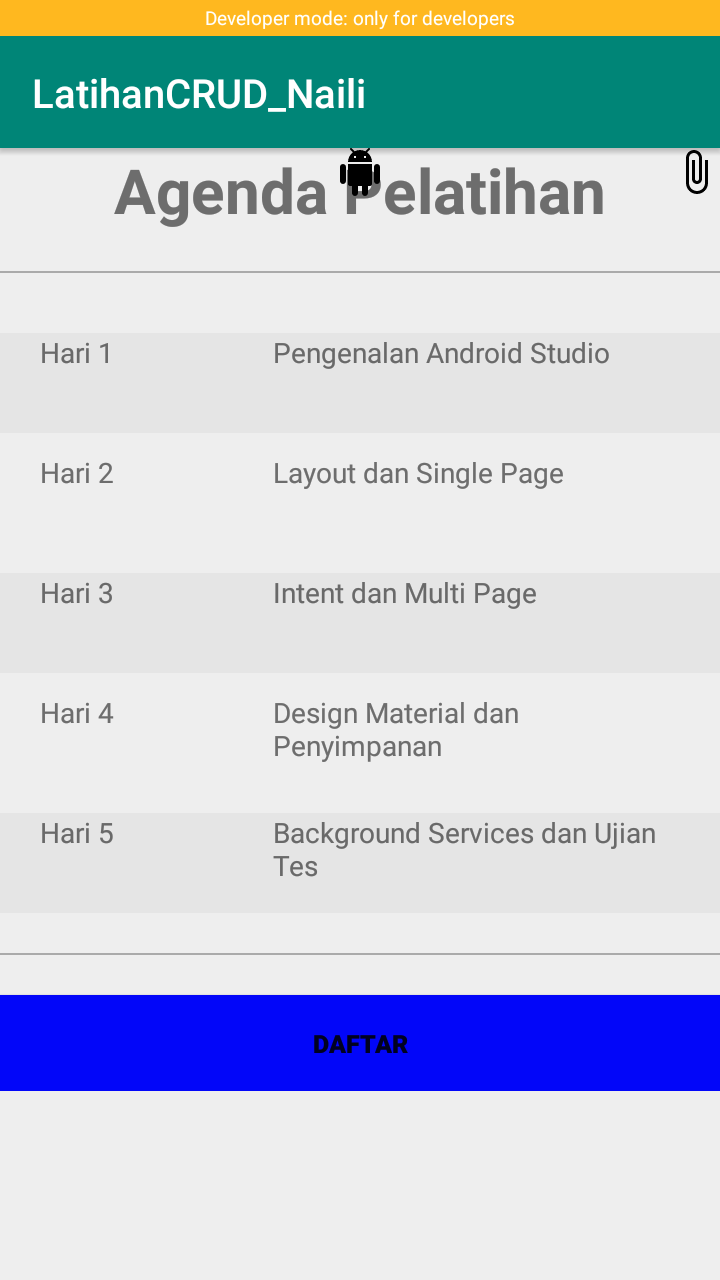 Developer mode: only for developers
LatihanCRUD_Naili
Agenda Pelatihan
Hari 1 Pengenalan Android Studio
Hari 2 Layout dan Single Page
Hari 3 Intent dan Multi Page
Hari 4 Design Material dan
Penyimpanan
Hari 5 Background Services dan Ujian
Tes
DAFTAR